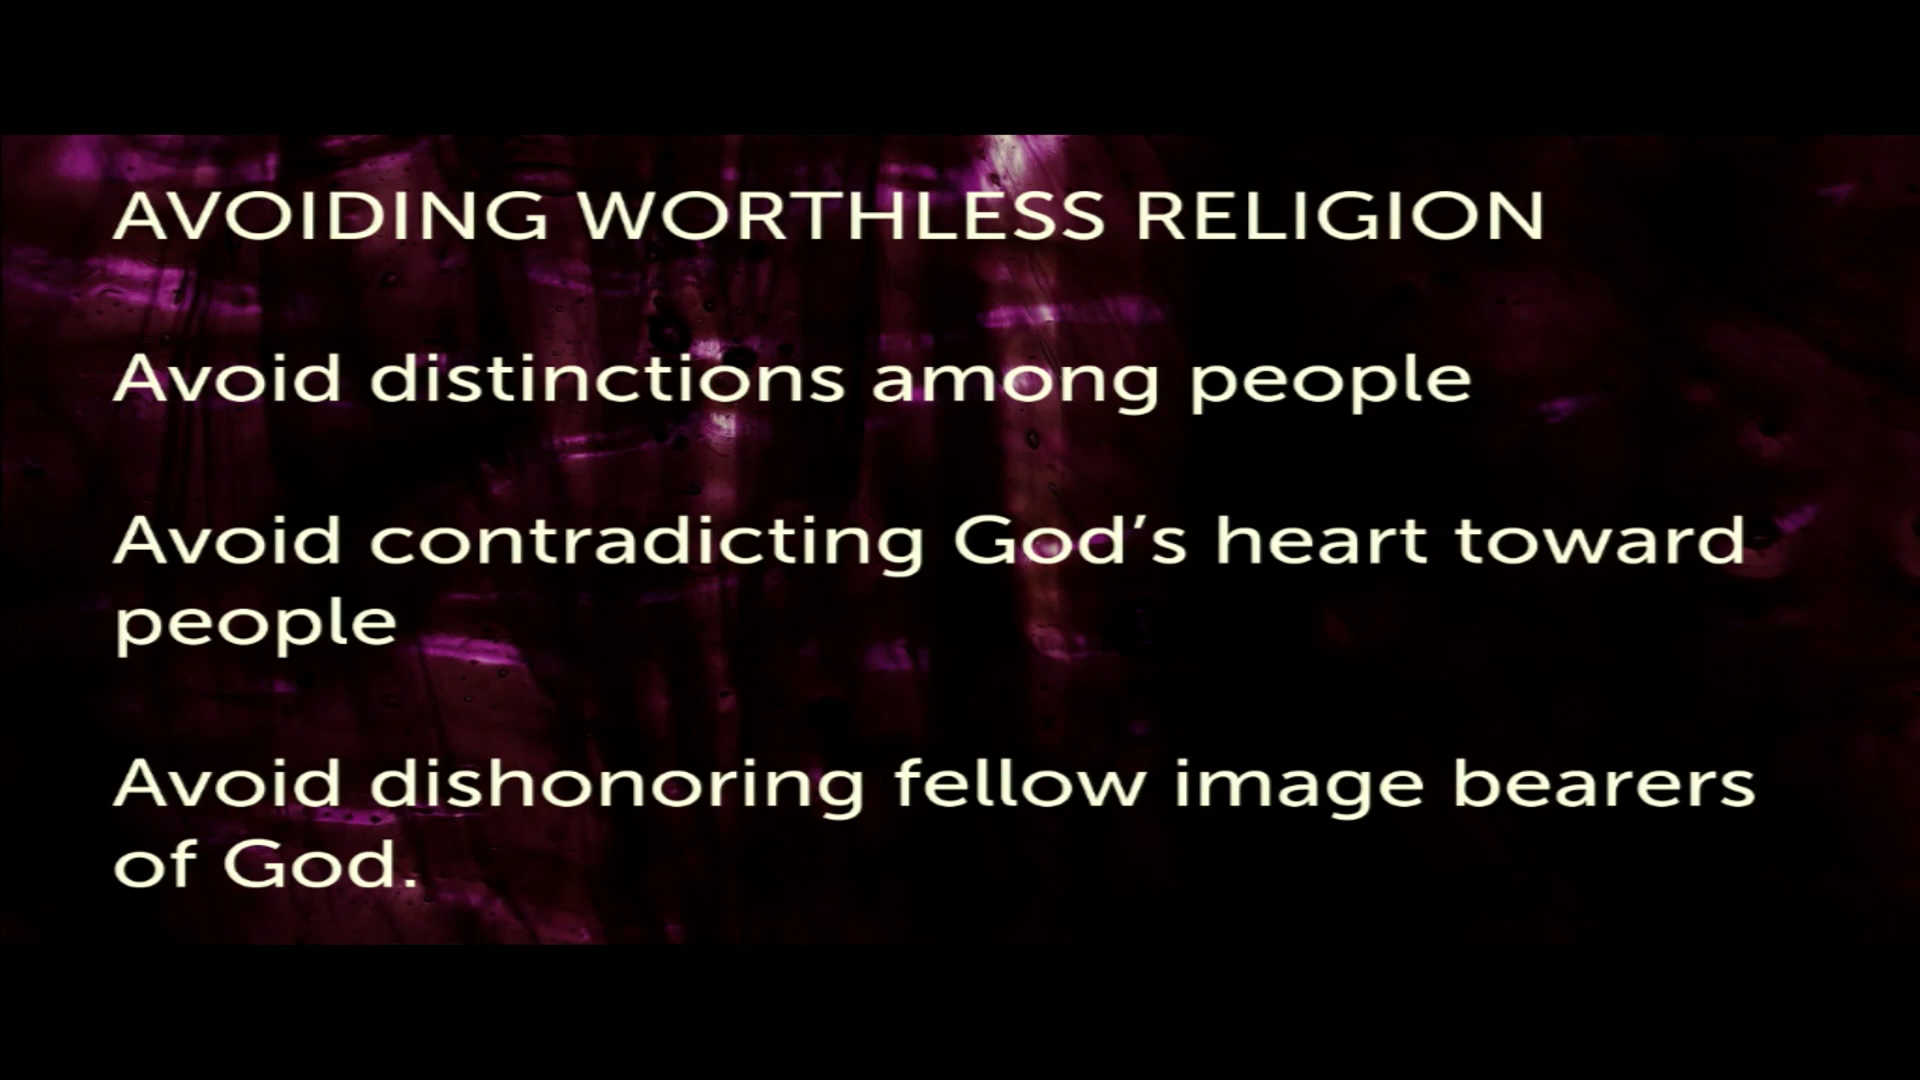 AVOIDING WORTHLESS RELIGION
Avoid distinctions among people
Avoid contradicting God’s heart toward
people
Avoid dishonoring fellow image bearers
of God.